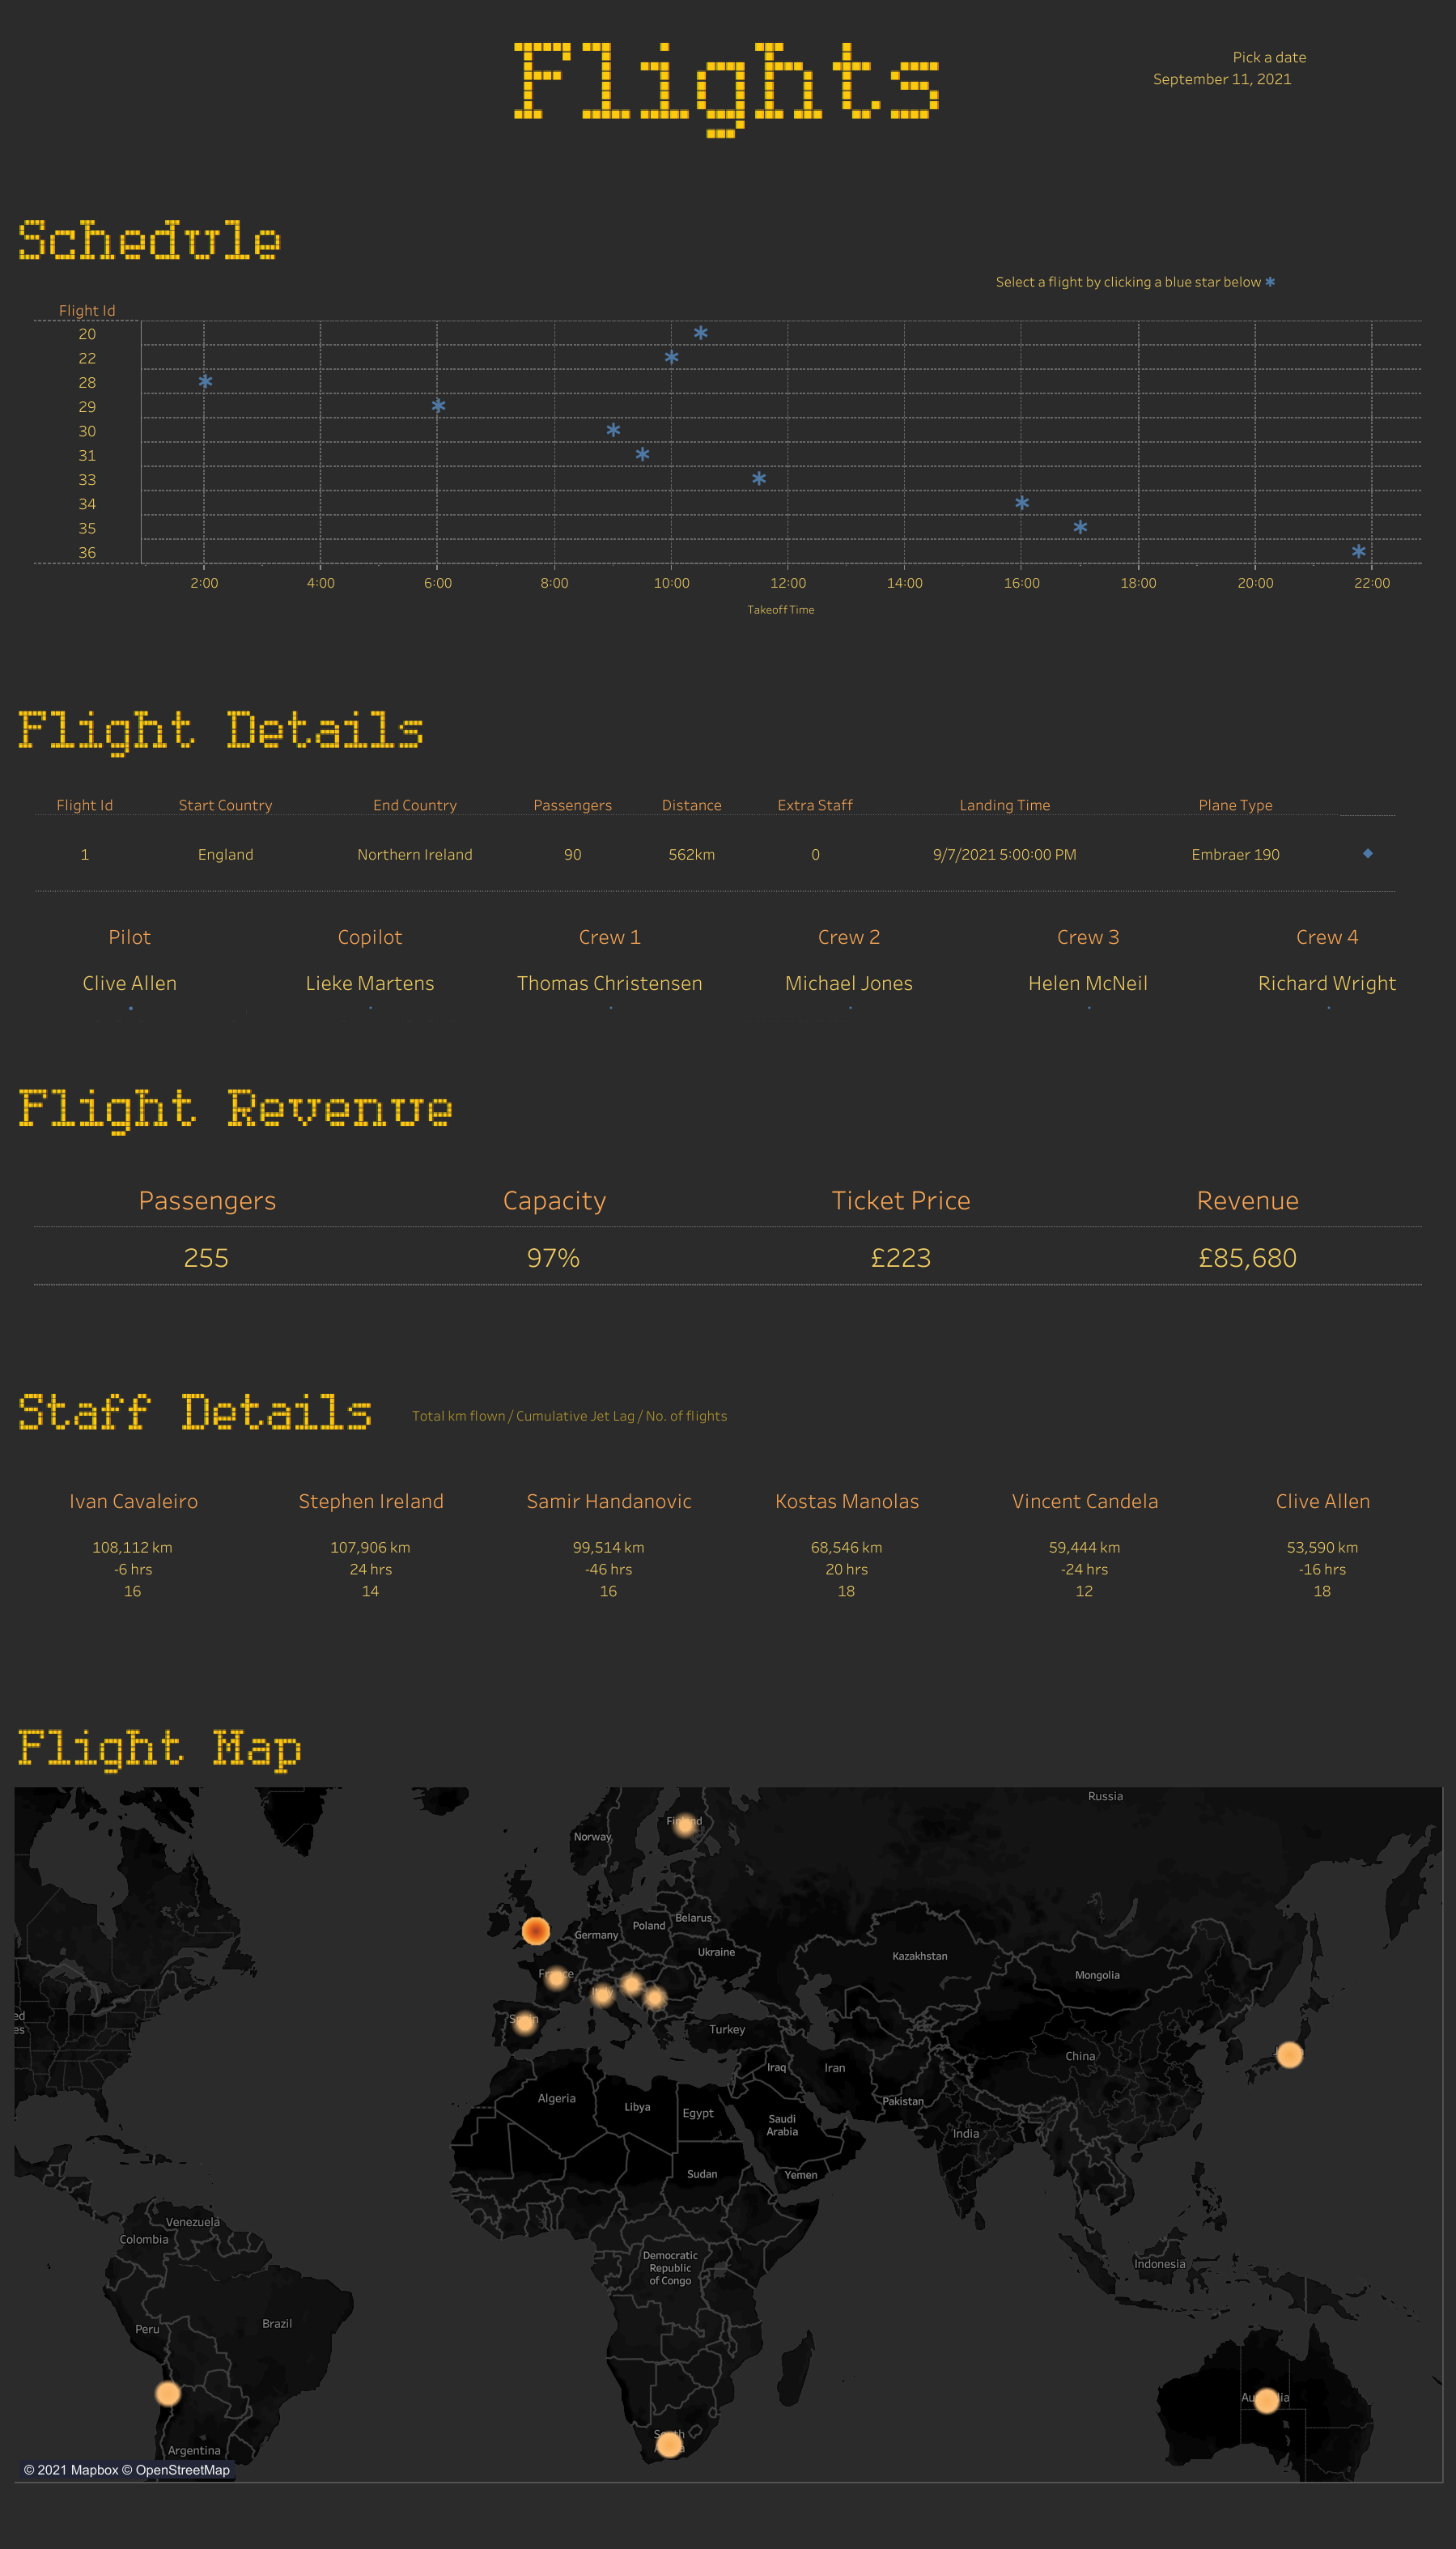 Flights
Pick a date
September 11, 2021
Schedule
Select a flight by clicking a blue star below *
Flight Id
20
22
28
29
30
31
33
34
35
36
2:00 4:00 6:00 8:00 10:00 12:00 14:00 16:00 18:00 20:00 22:00
Takeoff Time
Flight Details
Flight Id Start Country End Country Passengers Distance Extra Staff Landing Time Plane Type
1 England Northern Ireland 90 562km 0 9/7/2021 5:00:00 PM Embraer 190
Pilot Copilot Crew 1 Crew 2 Crew 3 Crew 4
Clive Allen Lieke Martens Thomas Christensen Michael Jones Helen McNeil Richard Wright
Flight Revenue
Passengers Capacity Ticket Price Revenue
255 97% £223 £85,680
Staff Details
Total km flown / Cumulative Jet Lag / No. of flights
Ivan Cavaleiro Stephen Ireland Samir Handanovic Kostas Manolas Vincent Candela Clive Allen
108,112 km 107,906 km 99,514 km 68,546 km 59,444 km 53,590 km
-6 hrs 24 hrs -46 hrs 20 hrs -24 hrs -16 hrs
16 14 16 18 12 18
Flight Map
Russia
Norway
Belarus
Poland
Germany
Ukraine
Kazakhstan
Mongolia
Turkey
China
Iraq
Iran
Algeria
Pakistan
Libya
Egypt
Saudi
Arabia
India
Sudan
Yemen
Venezuela
Colombia
Democratic
Republic
of Congo
Indonesia
Brazil
Peru
Argentina
© 2021 Mapbox © OpenStreetMap